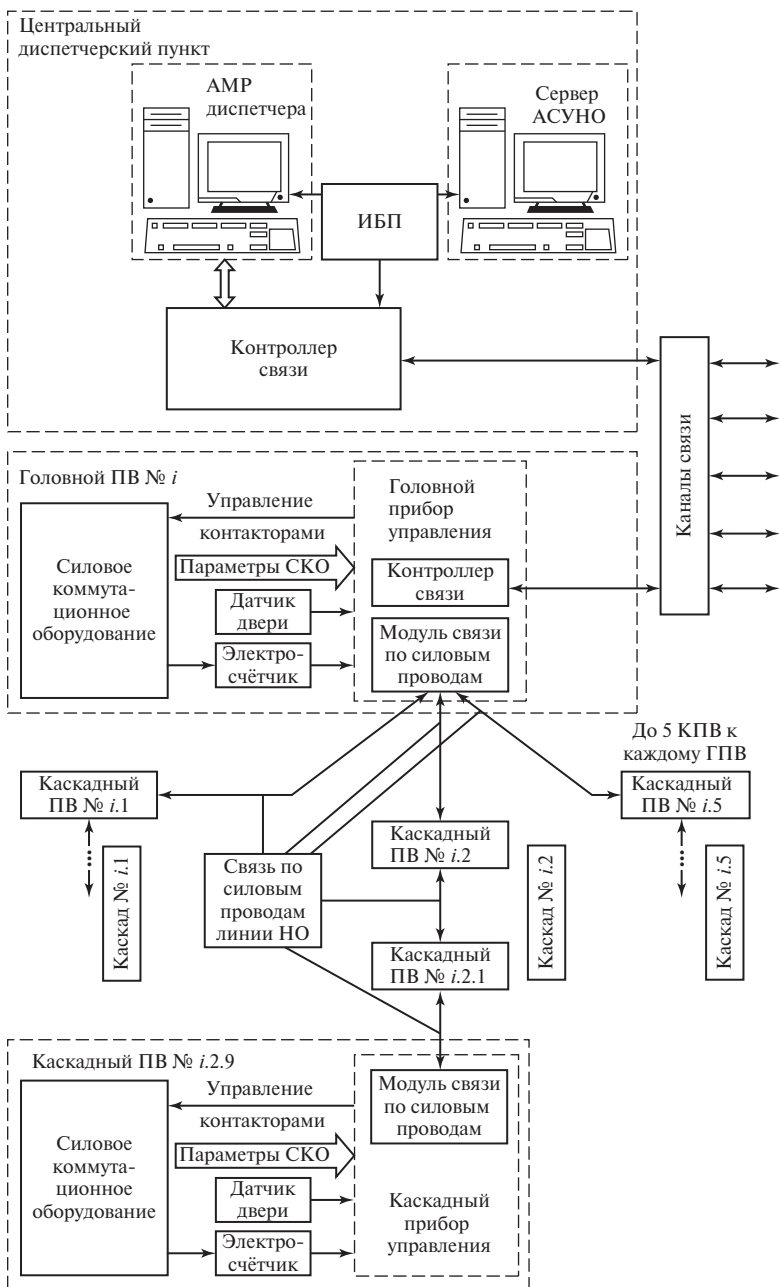 Центральный
диспетчерский пункт
АМР
диспетчера
Сервер
АСУНО
ИБП
Контроллер
связи
Каналы связи
Головной ПВ № i
Управление
контакторами
Параметры СКО
Силовое
коммута-
ционное
оборудование
Датчик
двери
Электро-
счётчик
Головной
прибор
управления
Контроллер
связи
Модуль связи
по силовым
проводам
До 5 КПВ к
каждому ГПВ
Каскадный
ПВ № i.1
Каскадный
ПВ № i.5
Каскад № i.1
Связь по
силовым
проводам
линии НО
Каскадный
ПВ № i.2
Каскад № i.2
Каскад № i.5
Каскадный
ПВ № i.2.1
Каскадный ПВ № i.2.9
Управление
контакторами
Параметры СКО
Силовое
коммута-
ционное
оборудование
Датчик
двери
Электро-
счётчик
Модуль связи
по силовым
проводам
Каскадный
прибор
управления